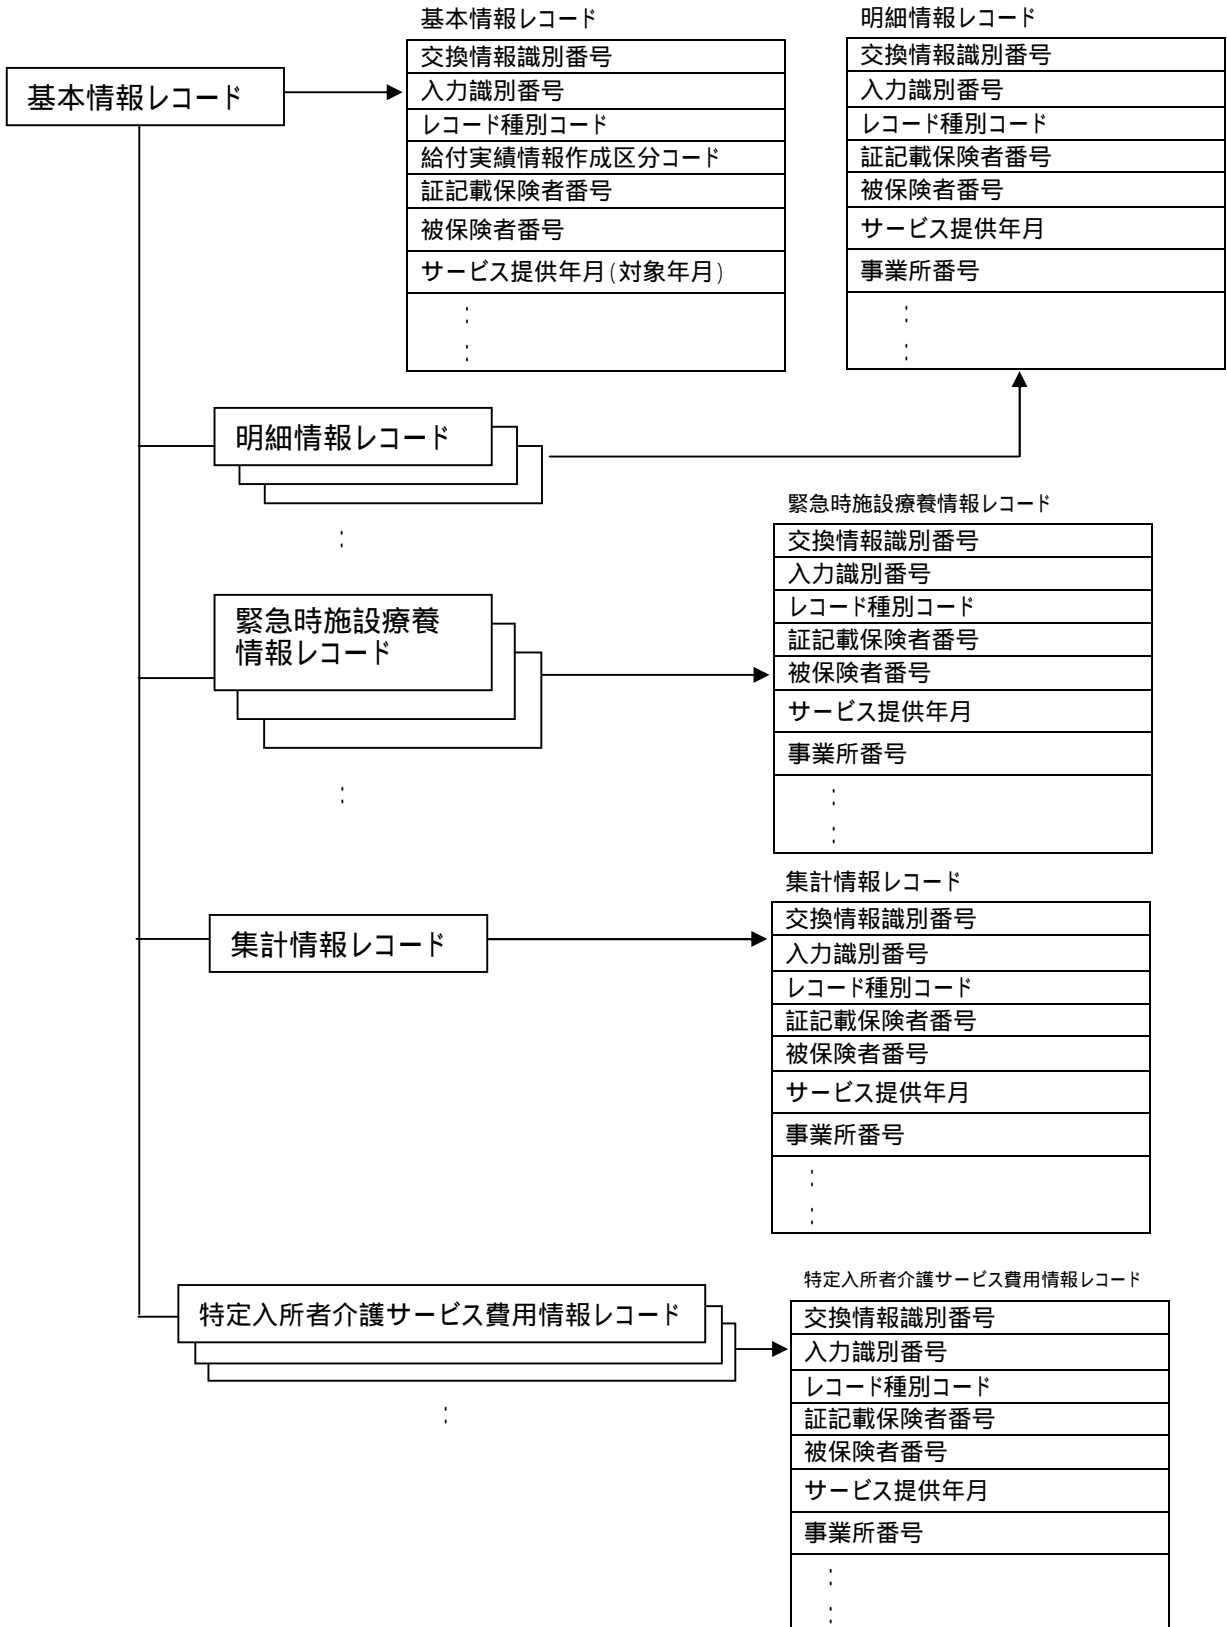 基本情報レコード
基本情報レコード
交換情報識別番号
入力識別番号
レコード種別コード
給付実績情報作成区分コード
証記載保険者番号
被保険者番号
サービス提供年月(対象年月)
:
:
明細情報レコード
交換情報識別番号
入力識別番号
レコード種別コード
証記載保険者番号
被保険者番号
サービス提供年月
事業所番号
:
:
明細情報レコード
:
緊急時施設療養
情報レコード
:
緊急時施設療養情報レコード
交換情報識別番号
入力識別番号
レコード種別コード
証記載保険者番号
被保険者番号
サービス提供年月
事業所番号
:
:
集計情報レコード
集計情報レコード
交換情報識別番号
入力識別番号
レコード種別コード
証記載保険者番号
被保険者番号
サービス提供年月
事業所番号
:
:
特定入所者介護サービス費用情報レコード
:
特定入所者介護サービス費用情報レコード
交換情報識別番号
入力識別番号
レコード種別コード
証記載保険者番号
被保険者番号
サービス提供年月
事業所番号
:
: